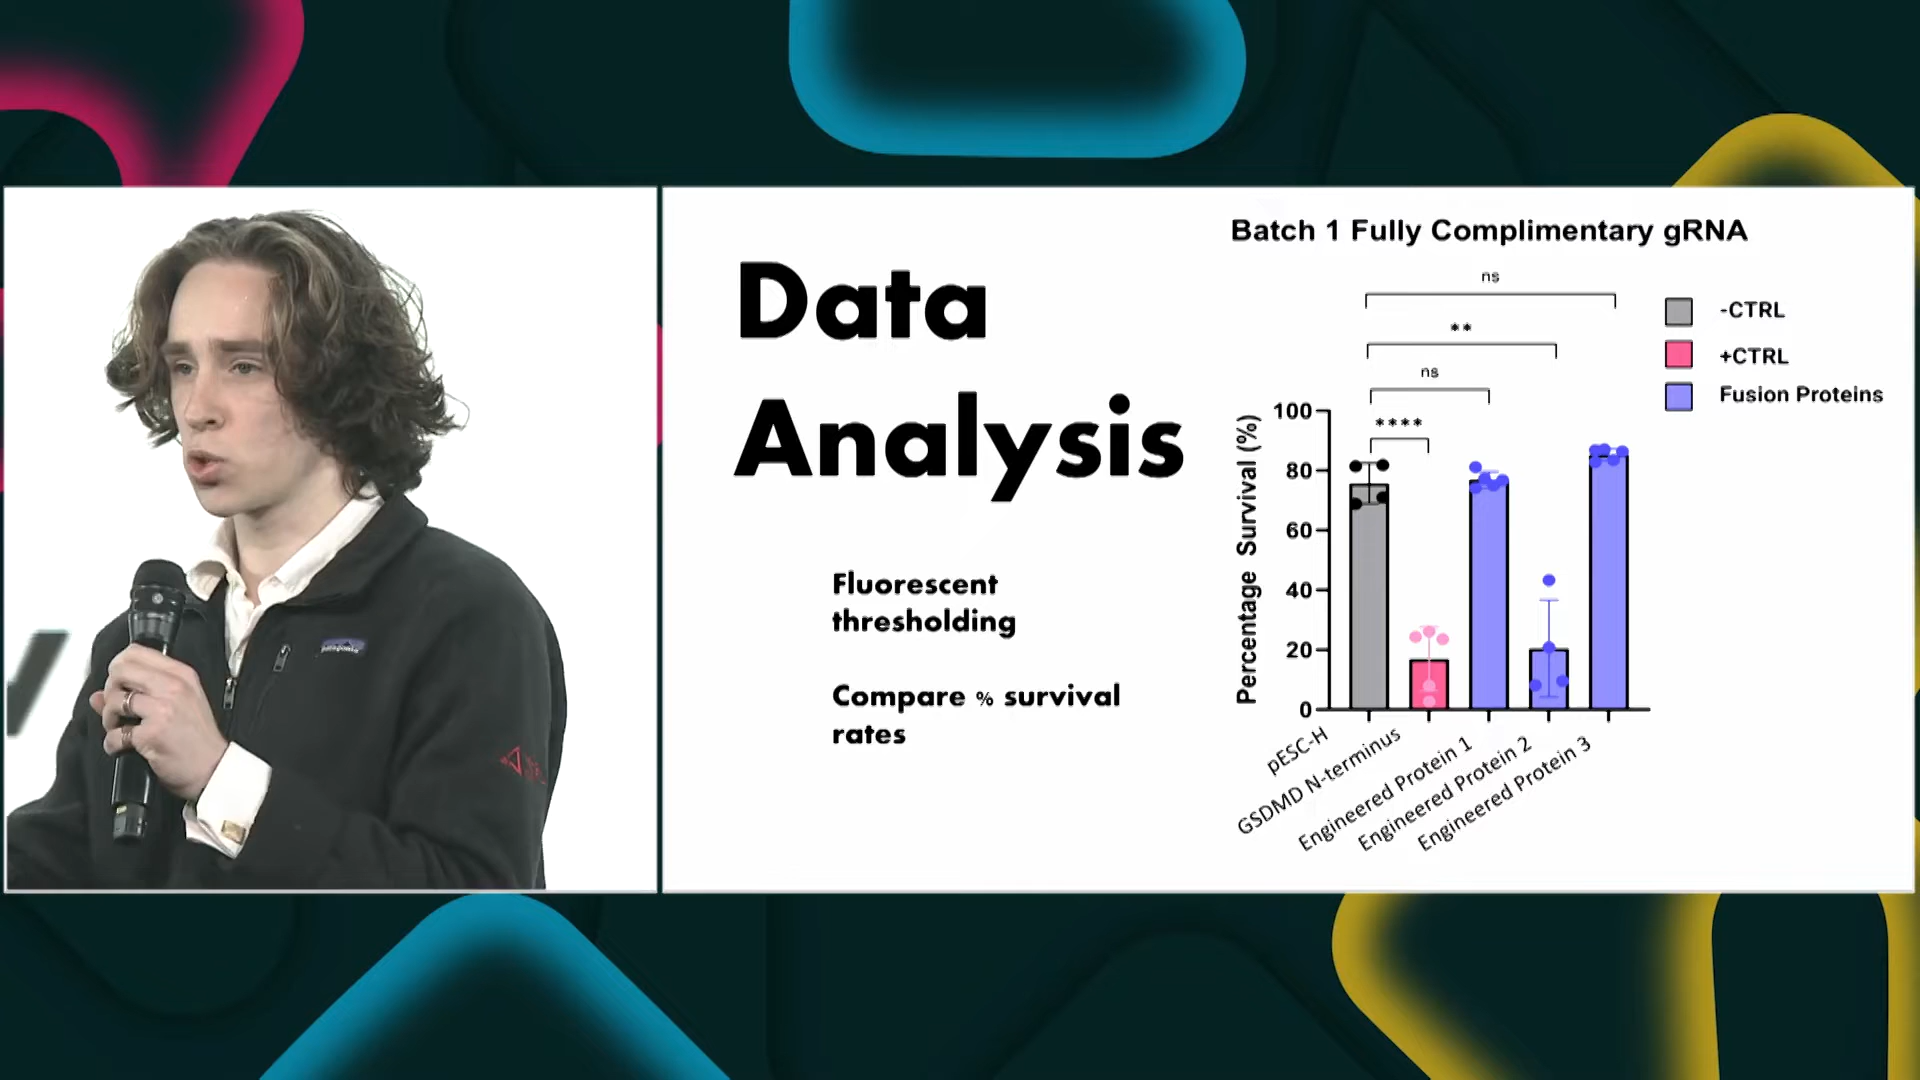 Data
Analysis
Fluorescent
thresholding
Compare % survival
rates
Batch 1 Fully Complimentary gRNA
ns
**
ns
****
-CTRL
+CTRL
Fusion Proteins
Percentage Survival (%)
100
80
60
40
20
0
pESC-H
GSDMD N-terminus
Engineered Protein 1
Engineered Protein 2
Engineered Protein 3
patagonia